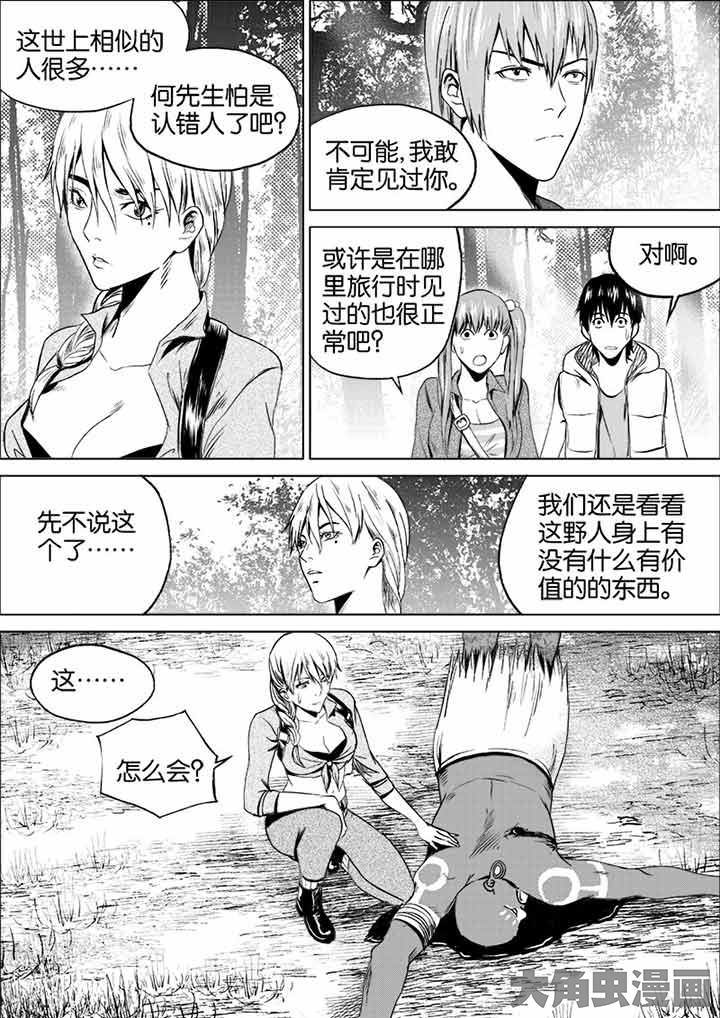 这世上相似的
人很多……
何先生怕是
认错人了吧？
不可能，我敢
肯定见过你。
或许是在哪
里旅行时见
过的也很正
常吧？
对啊。
先不说这
个了……
我们还是看看
这野人身上有
没有什么有价
值的的东西。
这……
怎么会？
大角虫漫画